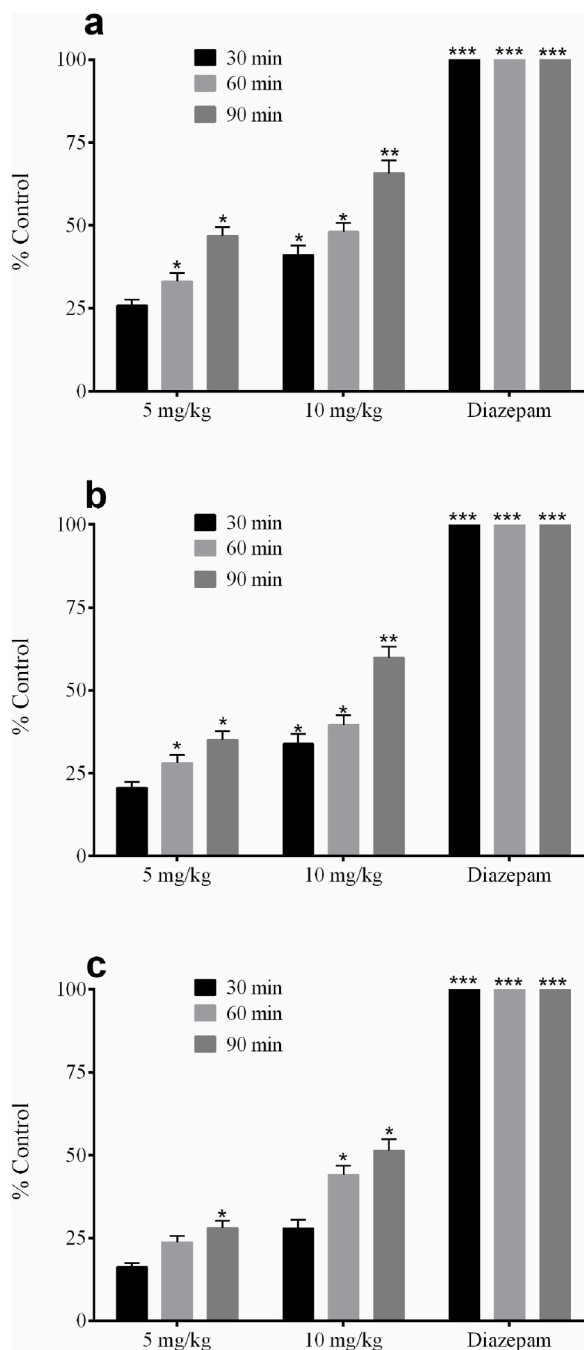 a
30 min
60 min
90 min
% Control
100
75
50
25
0
* * * * **
*** *** ***
5 mg/kg 10 mg/kg Diazepam
b
30 min
60 min
90 min
% Control
100
75
50
25
0
* * * * **
*** *** ***
5 mg/kg 10 mg/kg Diazepam
c
30 min
60 min
90 min
% Control
100
75
50
25
0
* * *
*** *** ***
5 mg/kg 10 mg/kg Diazepam